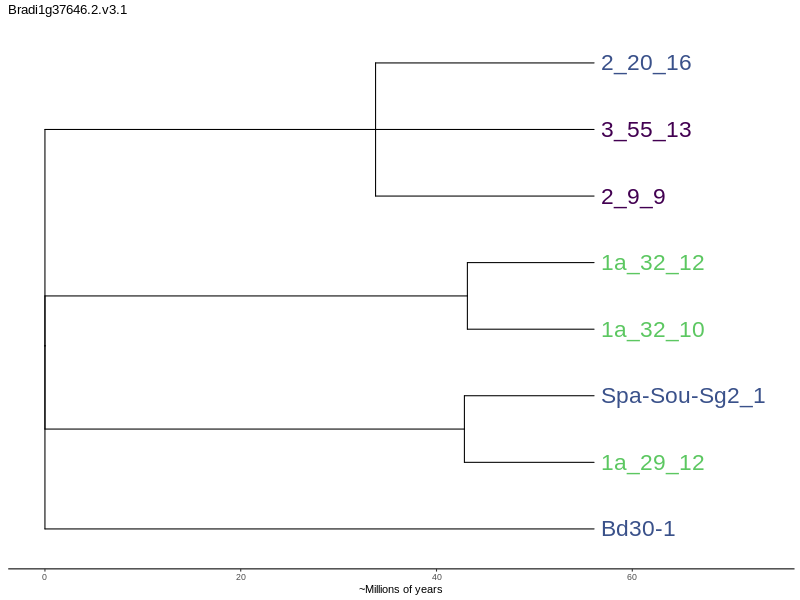 Bradi1g37646.2.v3.1
2_20_16
3_55_13
2_9_9
1a_32_12
1a_32_10
Spa-Sou-Sg2_1
1a_29_12
Bd30-1
0 20 40 60
~Millions of years